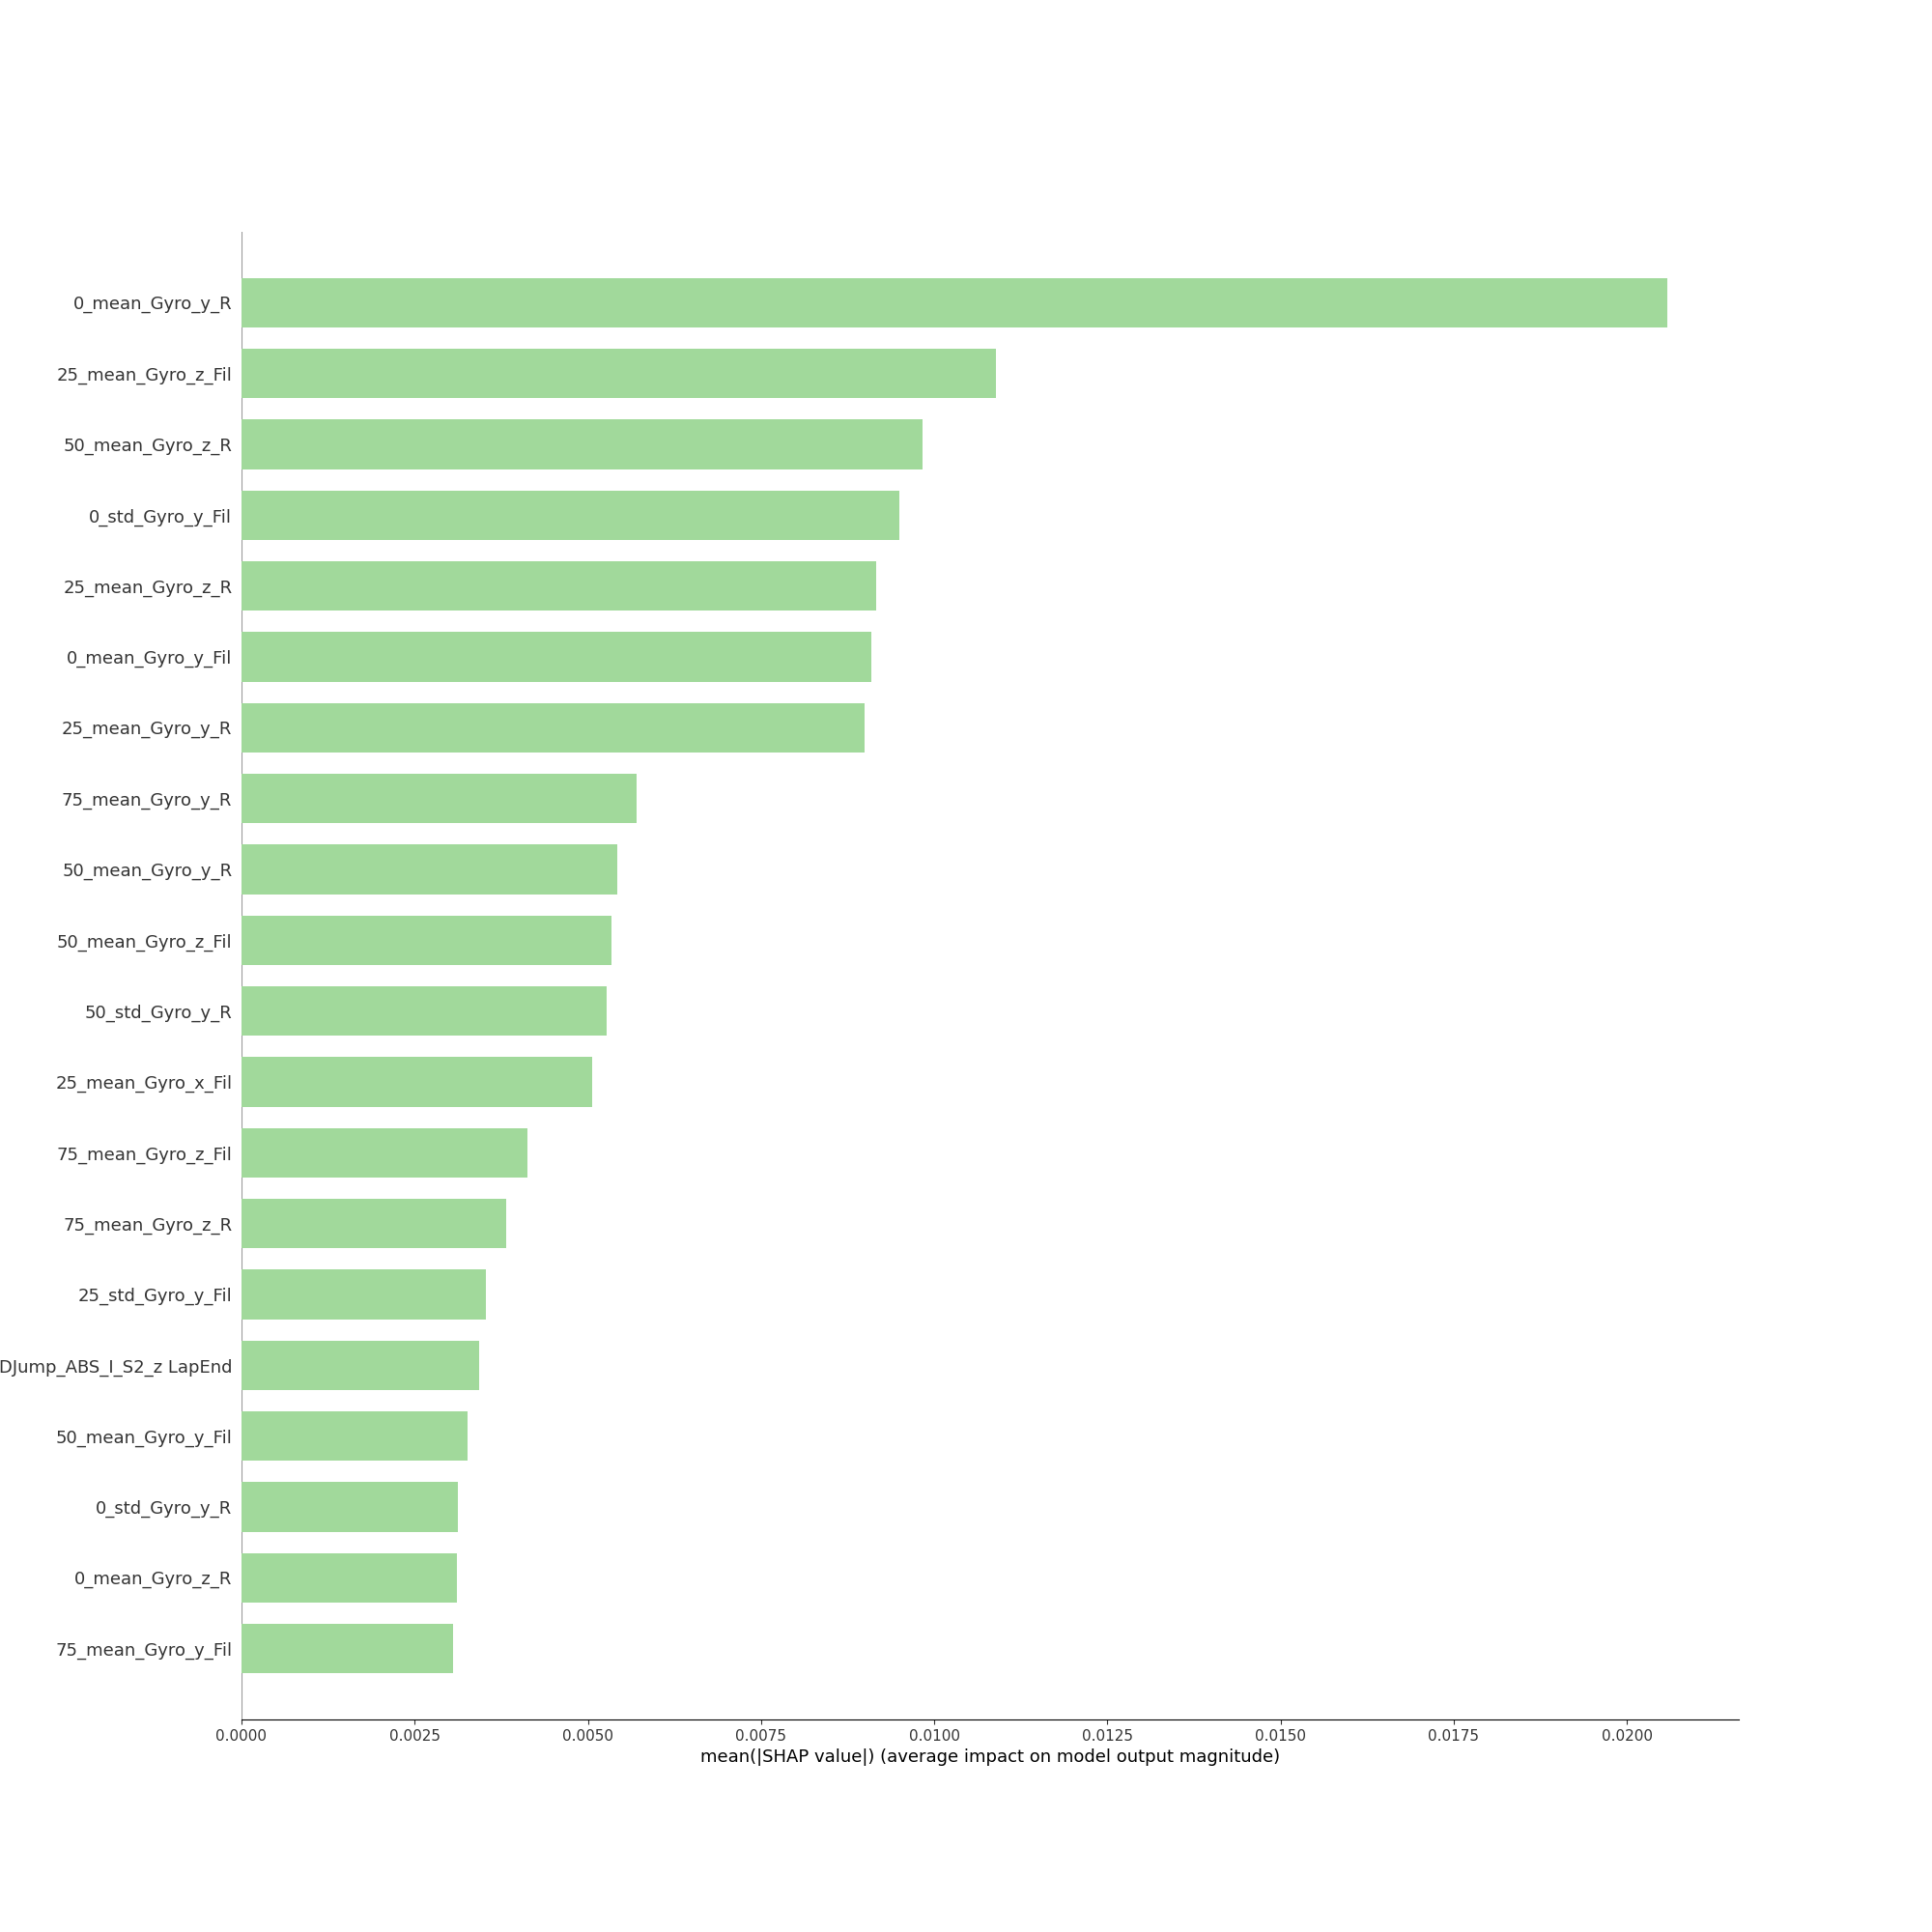 0_mean_Gyro_y_R
25_mean_Gyro_z_Fil
50_mean_Gyro_z_R
0_std_Gyro_y_Fil
25_mean_Gyro_z_R
0_mean_Gyro_y_Fil
25_mean_Gyro_y_R
75_mean_Gyro_y_R
50_mean_Gyro_y_R
50_mean_Gyro_z_Fil
50_std_Gyro_y_R
25_mean_Gyro_x_Fil
75_mean_Gyro_z_Fil
75_mean_Gyro_z_R
25_std_Gyro_y_Fil
DJump_ABS_I_S2_z LapEnd
50_mean_Gyro_y_Fil
0_std_Gyro_y_R
0_mean_Gyro_z_R
75_mean_Gyro_y_Fil
0.0000 0.0025 0.0050 0.0075 0.0100 0.0125 0.0150 0.0175 0.0200
mean(|SHAP value|) (average impact on model output magnitude)